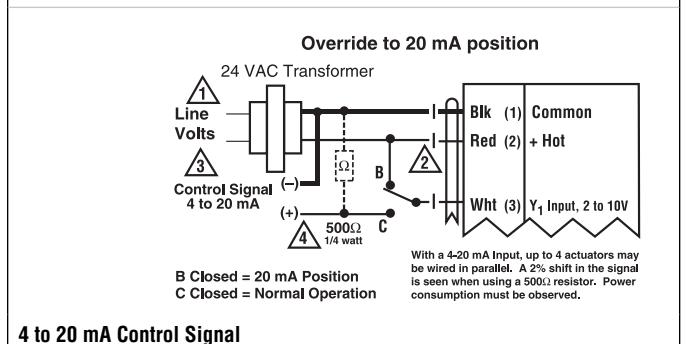 Override to 20 mA position
24 VAC Transformer
1
Line
Volts
Blk (1) Common
Red (2) + Hot
2
3
Ω
B
Control Signal
4 to 20 mA
(–)
Wht (3) Y1 Input, 2 to 10V
(+)
4
500Ω
1/4 watt
C
B Closed = 20 mA Position
C Closed = Normal Operation
With a 4-20 mA Input, up to 4 actuators may
be wired in parallel. A 2% shift in the signal
is seen when using a 500Ω resistor. Power
consumption must be observed.
4 to 20 mA Control Signal